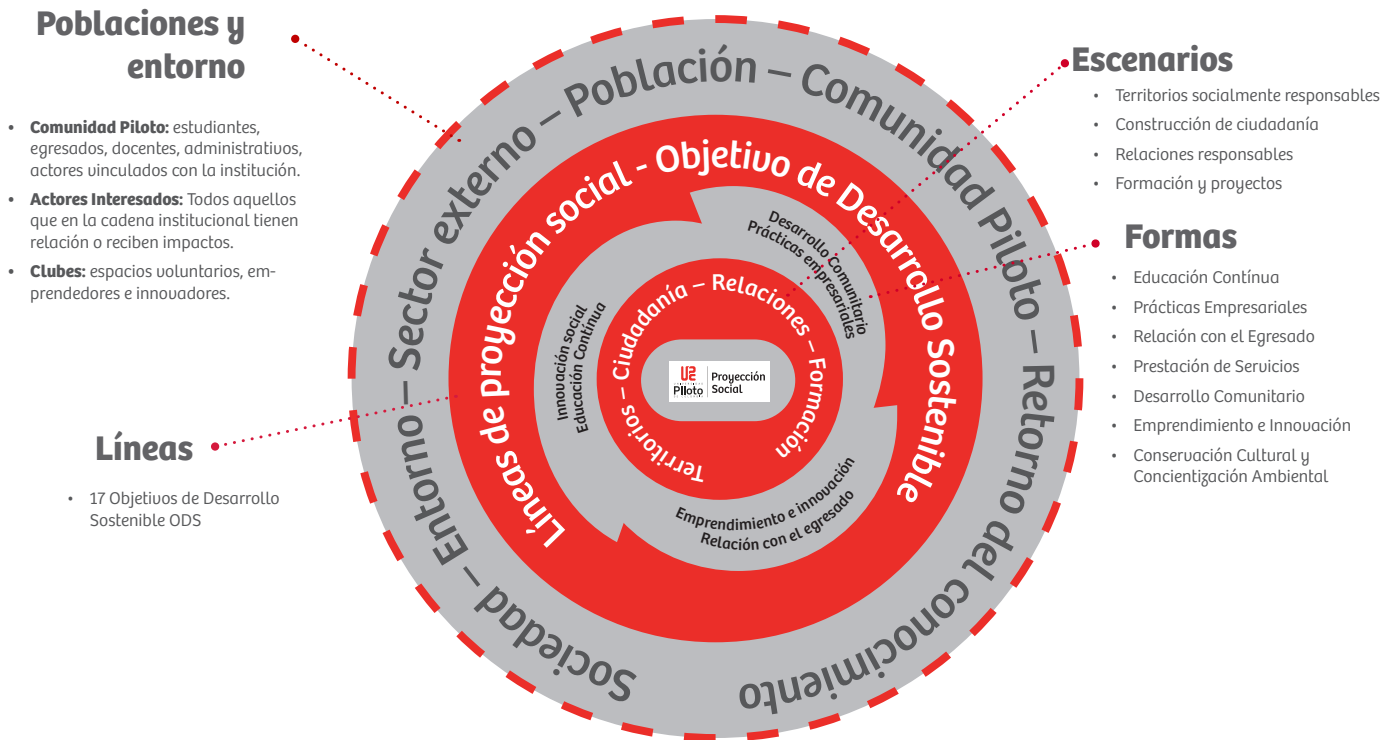 Poblaciones y
entorno
• Comunidad Piloto: estudiantes,
egresados, docentes, administrativos,
actores vinculados con la institución.
• Actores Interesados: Todos aquellos
que en la cadena institucional tienen
relación o reciben impactos.
• Clubes: espacios voluntarios, em-
prendedores e innovadores.
Líneas
• 17 Objetivos de Desarrollo
Sostenible ODS
Sociedad – Entorno – Sector externo – Población – Comunidad Piloto – Retorno del conocimiento
Líneas de proyección social - Objetivo de Desarrollo Sostenible
Innovación social
Educación Contínua
Desarrollo Comunitario
Prácticas empresariales
Emprendimiento e innovación
Relación con el egresado
Territorios – Ciudadanía – Relaciones – Formación
Piloto
Proyección
Social
Escenarios
• Territorios socialmente responsables
• Construcción de ciudadanía
• Relaciones responsables
• Formación y proyectos
Formas
• Educación Contínua
• Prácticas Empresariales
• Relación con el Egresado
• Prestación de Servicios
• Desarrollo Comunitario
• Emprendimiento e Innovación
• Concervación Cultural y
Concientización Ambiental